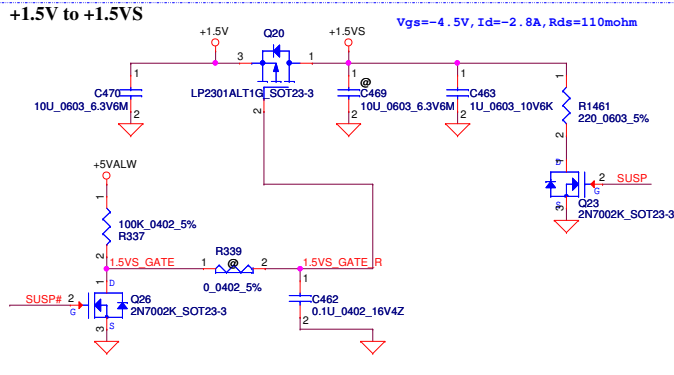 +1.5V to +1.5VS
Vgs=-4.5V,Id=-2.8A,Rds=110mohm
+1.5V
Q20
+1.5VS
3
1
1
C470
10U_0603_6.3V6M
2
LP2301ALT1G_SOT23-3
2
1
@
C469
10U_0603_6.3V6M
2
1
C463
1U_0603_10V6K
2
1
R1461
220_0603_5%
2
1
D
2
SUSP
G
S
3
Q23
2N7002K_SOT23-3
+5VALW
1
100K_0402_5%
R337
2
1.5VS_GATE
1
R339
@
2
0_0402_5%
1.5VS_GATE_R
1
C462
0.1U_0402_16V4Z
2
SUSP#
2
G
1
D
Q26
2N7002K_SOT23-3
S
3